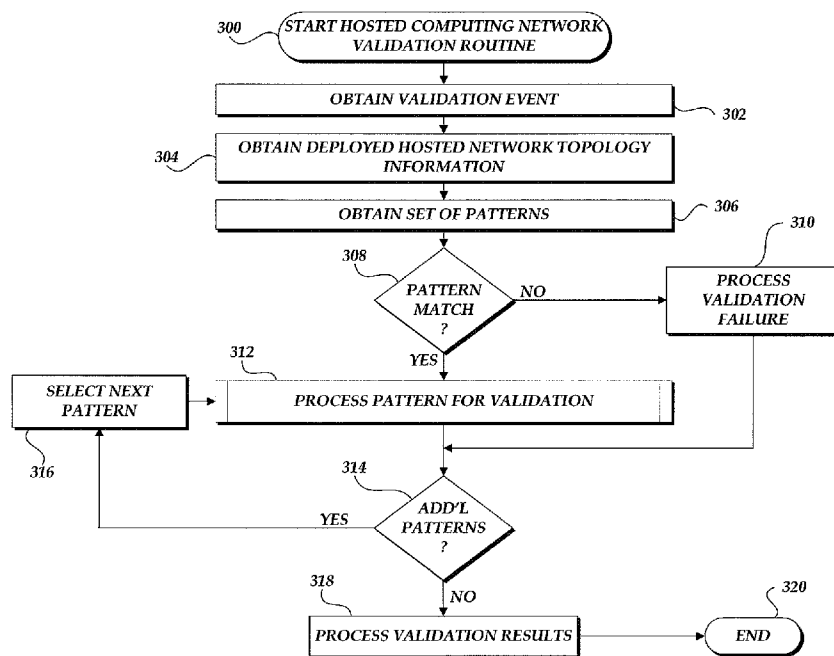 300
START HOSTED COMPUTING NETWORK
VALIDATION ROUTINE
OBTAIN VALIDATION EVENT
302
304
OBTAIN DEPLOYED HOSTED NETWORK TOPOLOGY
INFORMATION
OBTAIN SET OF PATTERNS
306
308
PATTERN
MATCH
?
NO
310
PROCESS
VALIDATION
FAILURE
YES
312
PROCESS PATTERN FOR VALIDATION
SELECT NEXT
PATTERN
316
314
ADD'L
PATTERNS
?
YES
NO
318
PROCESS VALIDATION RESULTS
320
END